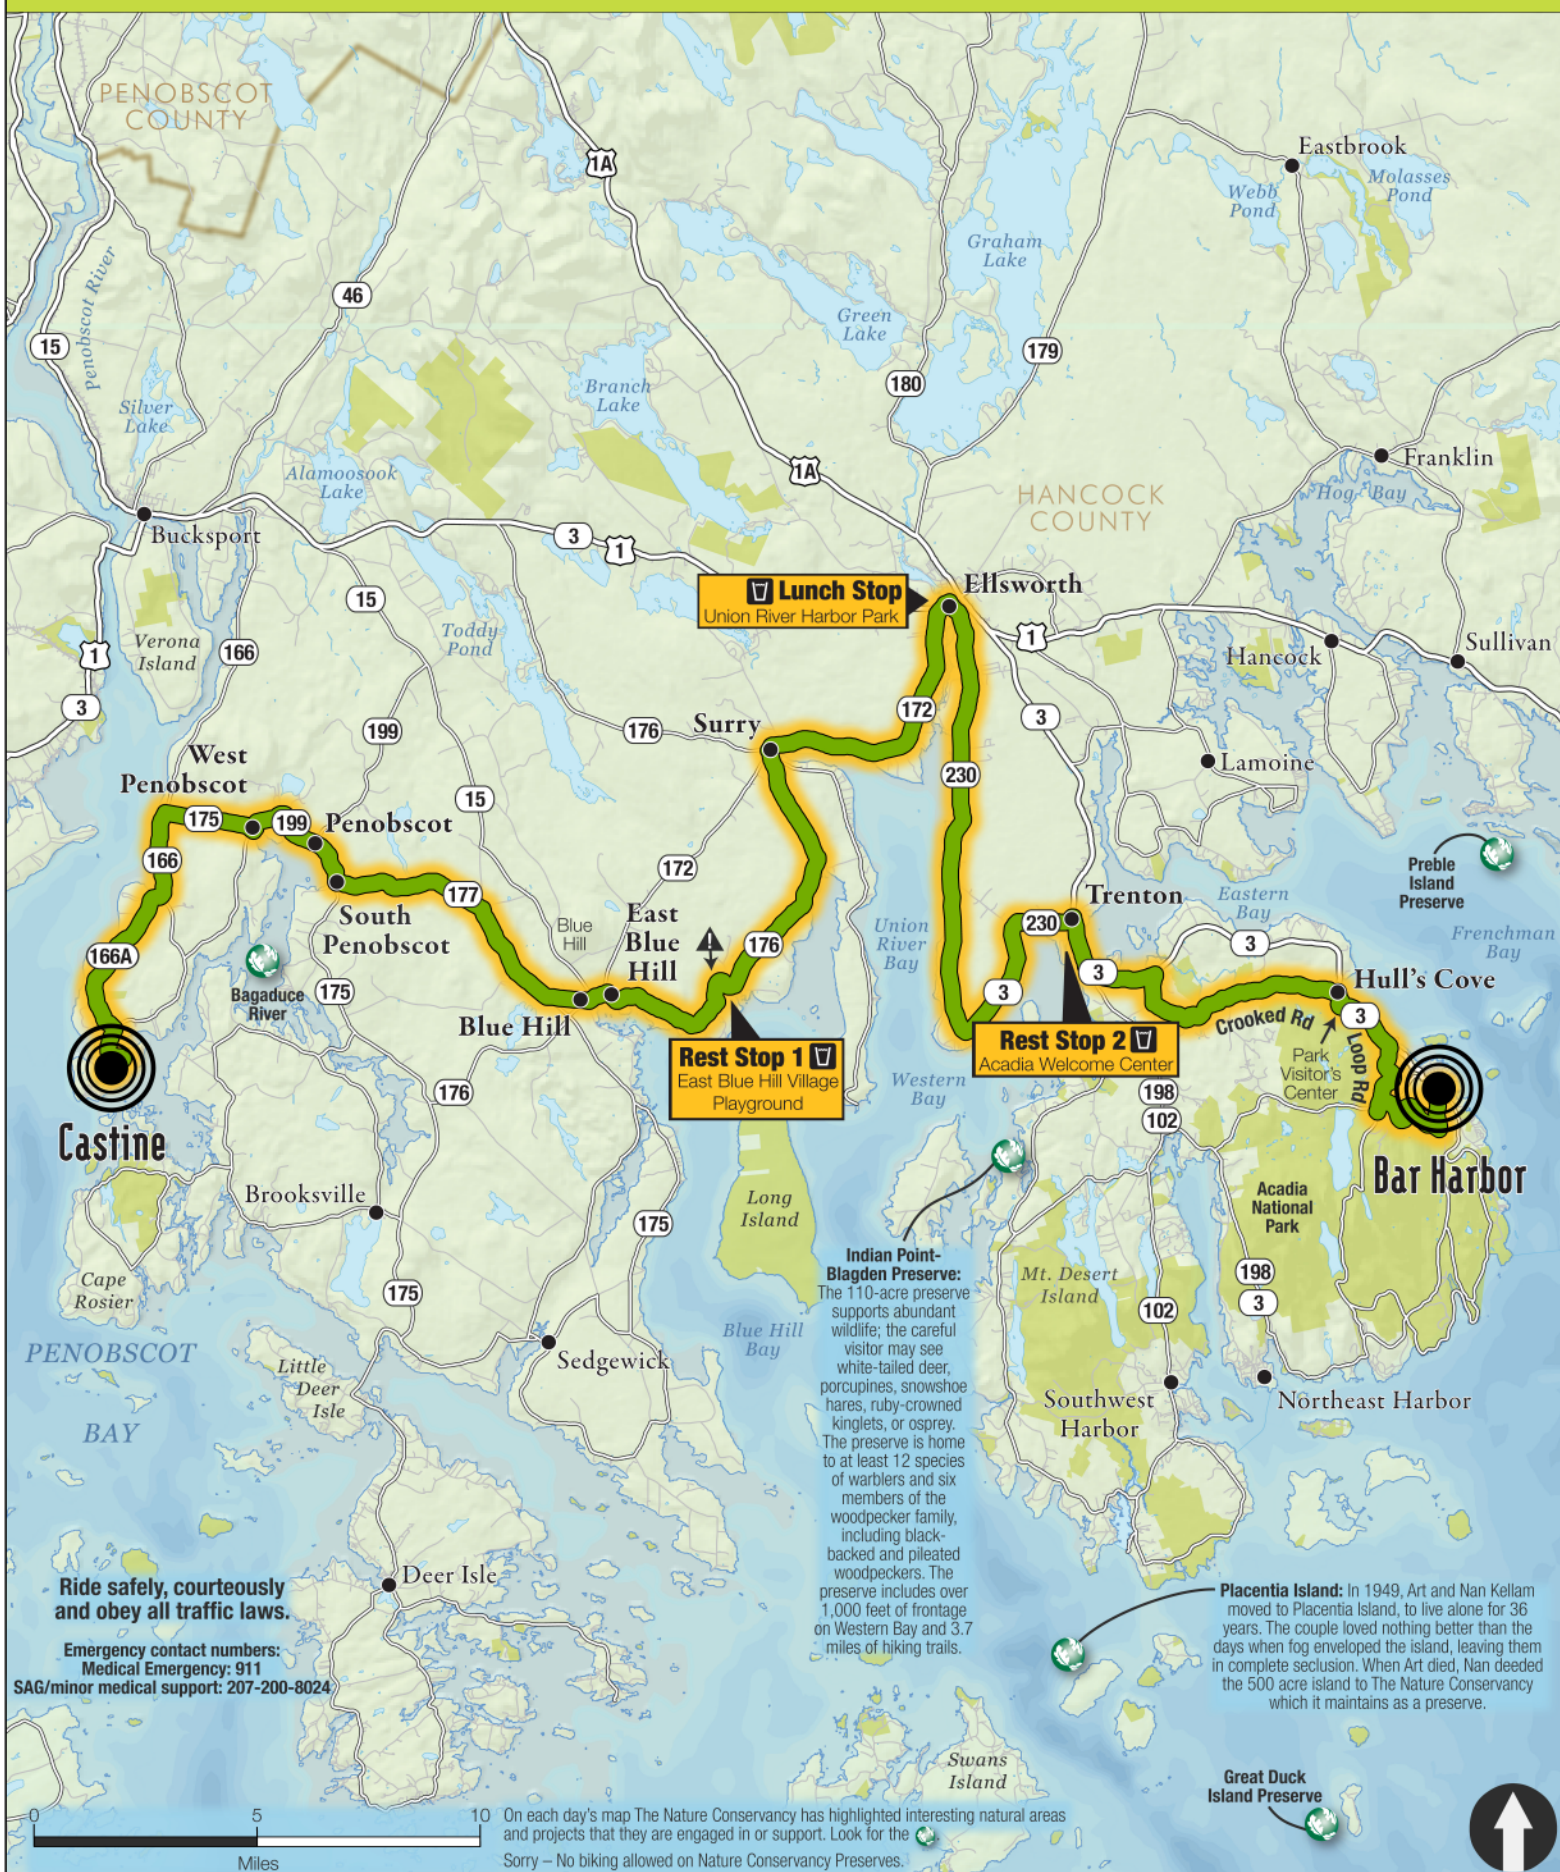 PENOBSCOT
COUNTY
1A
Eastbrook
Webb
Pond
Molasses
Pond
Graham
Lake
Penobscot River
46
Green
Lake
15
179
180
Branch
Lake
Silver
Lake
Franklin
1A
Alamoosook
Lake
Hog Bay
HANCOCK
COUNTY
Bucksport
3
1
Lunch Stop
Union River Harbor Park
Ellsworth
15
Toddy
Pond
Verona
Island
166
1
1
Hancock
Sullivan
3
172
3
Surry
176
199
West
Penobscot
230
Lamoine
15
175
199
Penobscot
166
172
Preble
Island
Preserve
177
Trenton
Eastern
Bay
South
Penobscot
Blue
Hill
East
Blue
Hill
230
Union
River
Bay
Frenchman
Bay
166A
176
3
3
Hull's Cove
Bagaduce
River
175
3
Blue Hill
Crooked Rd
3
Loop Rd
Park
Visitor's
Center
Rest Stop 1
East Blue Hill Village
Playground
Rest Stop 2
Acadia Welcome Center
Western
Bay
176
198
102
Castine
Bar Harbor
Brooksville
Long
Island
175
Acadia
National
Park
Indian Point-
Blagden Preserve:
The 110-acre preserve
supports abundant
wildlife; the careful
visitor may see
white-tailed deer,
porcupines, snowshoe
hares, ruby-crowned
kinglets, or osprey.
The preserve is home
to at least 12 species
of warblers and six
members of the
woodpecker family,
including black-
backed and pileated
woodpeckers. The
preserve includes over
1,000 feet of frontage
on Western Bay and 3.7
miles of hiking trails.
Mt. Desert
Island
198
3
102
Cape
Rosier
175
PENOBSCOT
BAY
Blue Hill
Bay
Little
Deer
Isle
Sedgewick
Southwest
Harbor
Northeast Harbor
Deer Isle
Ride safely, courteously
and obey all traffic laws.
Emergency contact numbers:
Medical Emergency: 911
SAG/minor medical support: 207-200-8024
Placentia Island: In 1949, Art and Nan Kellam
moved to Placentia Island, to live alone for 36
years. The couple loved nothing better than the
days when fog enveloped the island, leaving them
in complete seclusion. When Art died, Nan deeded
the 500 acre island to The Nature Conservancy
which it maintains as a preserve.
Swans
Island
Great Duck
Island Preserve
0 5 10
Miles
On each day's map The Nature Conservancy has highlighted interesting natural areas
and projects that they are engaged in or support. Look for the
Sorry – No biking allowed on Nature Conservancy Preserves.